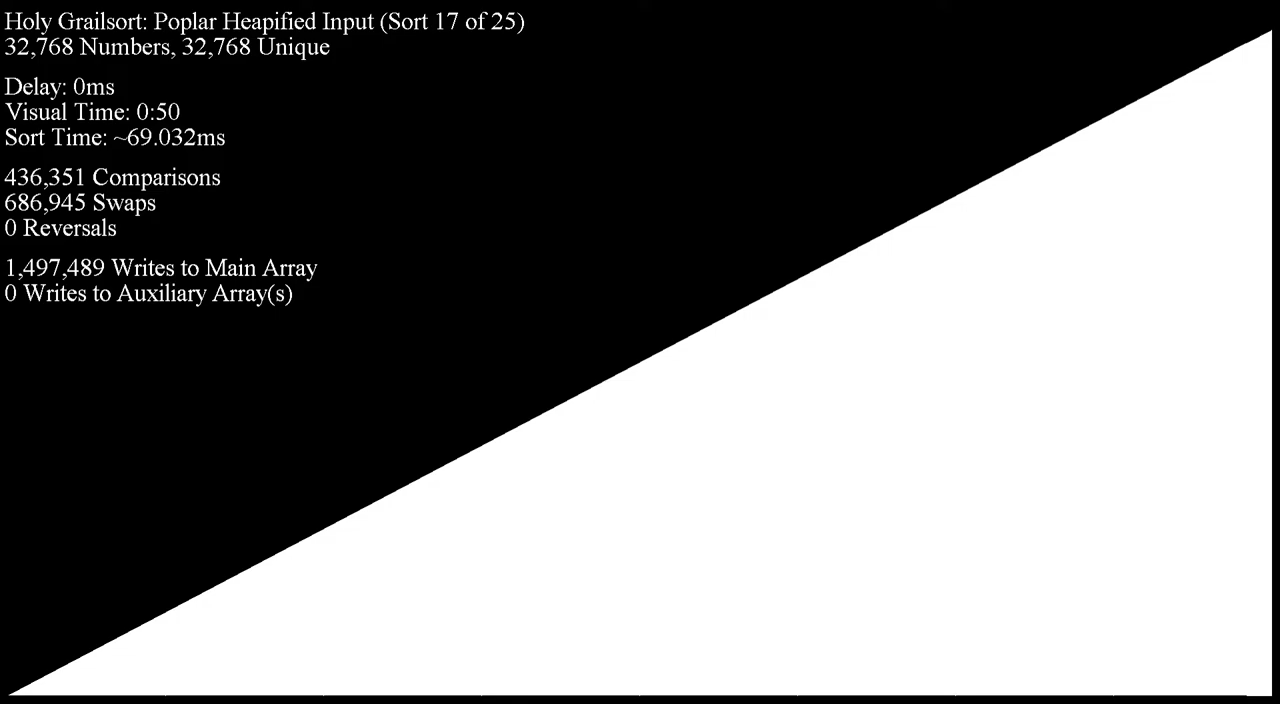 Holy Grailsort: Poplar Heapified Input (Sort 17 of 25)
32,768 Numbers, 32,768 Unique
Delay: 0ms
Visual Time: 0:50
Sort Time: ~69.032ms
436,351 Comparisons
686,945 Swaps
0 Reversals
1,497,489 Writes to Main Array
0 Writes to Auxiliary Array(s)